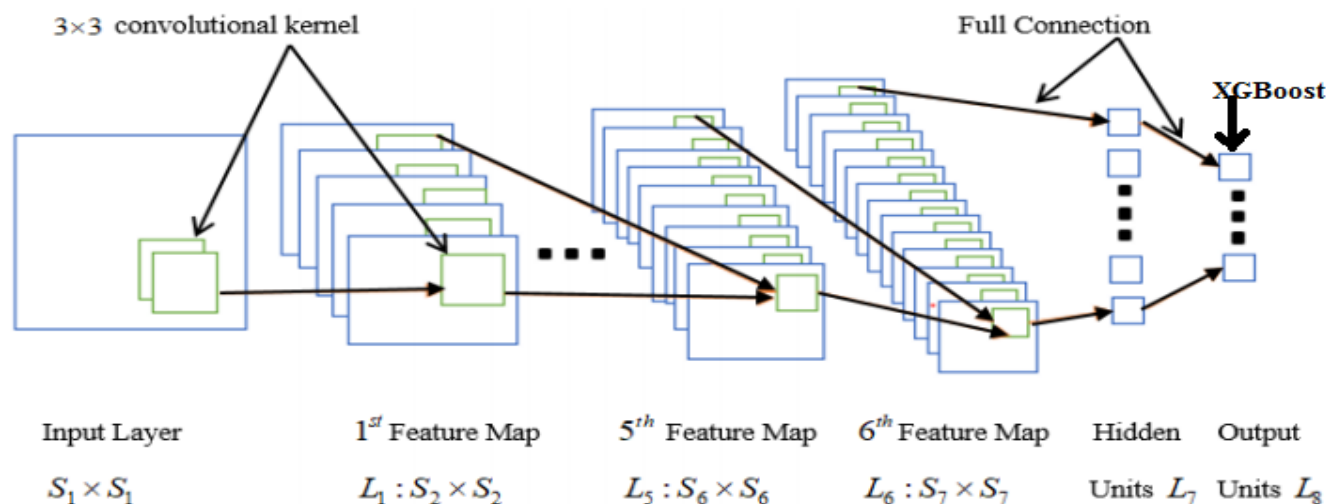 3×3 convolutional kernel
Full Connection
XGBoost
Input Layer
1st Feature Map
5th Feature Map
6th Feature Map
Hidden
Output
S1 × S1
L1 : S2 × S2
L5 : S6 × S6
L6 : S7 × S7
Units L7
Units L8